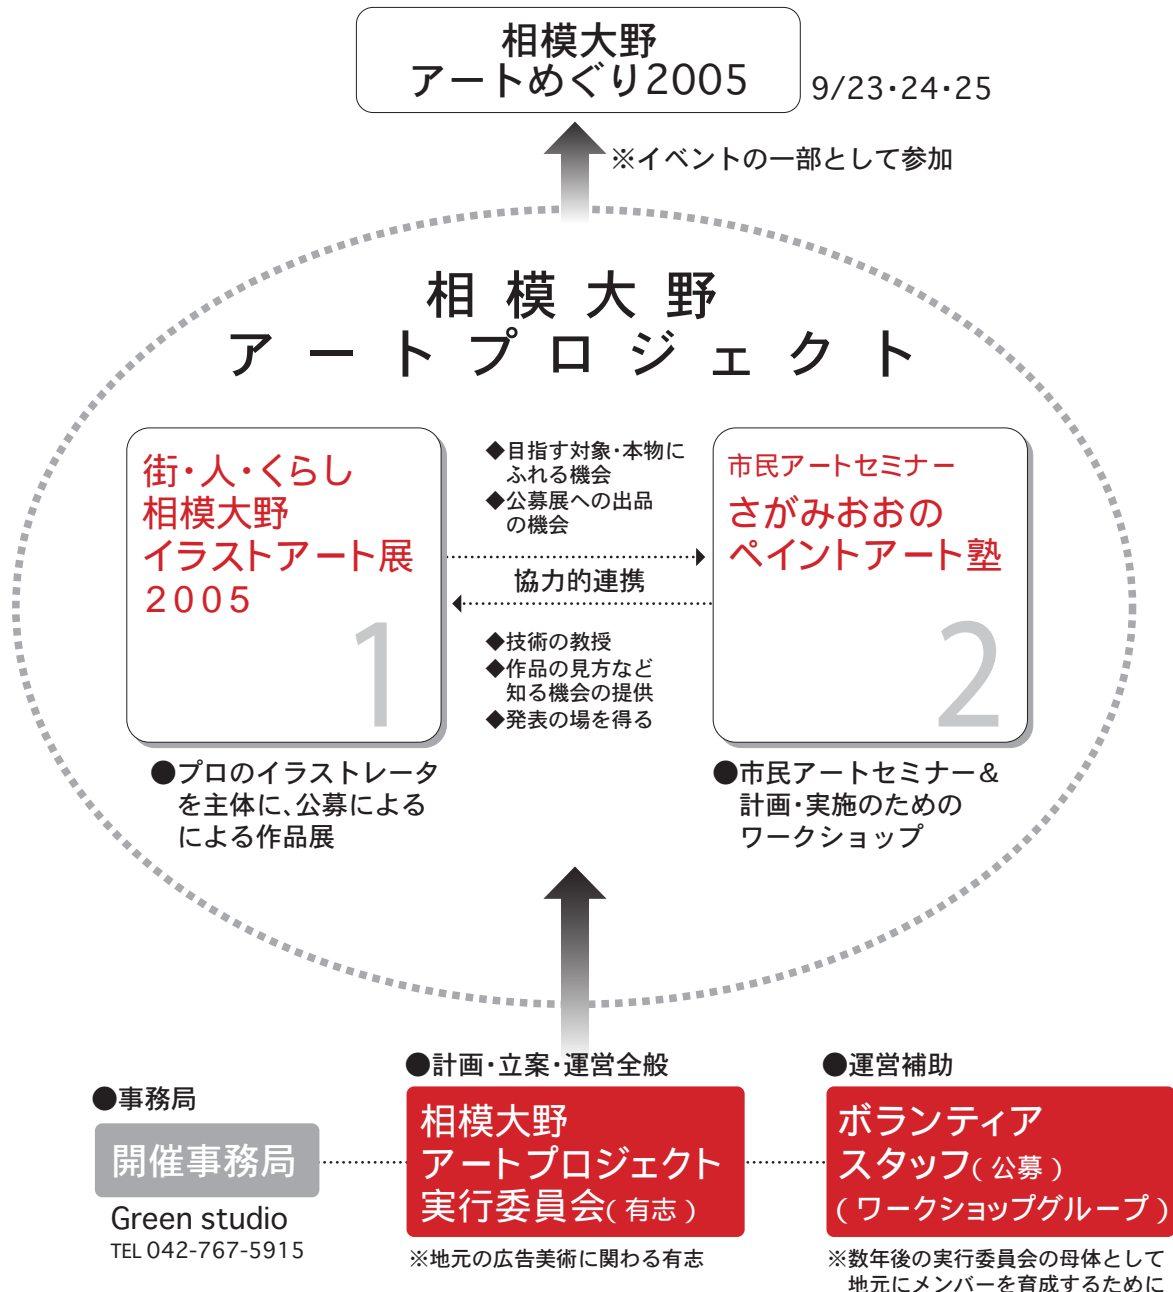 相模大野
アートめぐり2005
9/23・24・25
※イベントの一部として参加
相模大野
アートプロジェクト
街・人・くらし
相模大野
イラストアート展
2005
1
◆目指す対象・本物に
ふれる機会
◆公募展への出品
の機会
協力的連携
◆技術の教授
◆作品の見方など
知る機会の提供
◆発表の場を得る
市民アートセミナー
さがみおおの
ペイントアート塾
2
●プロのイラストレータ
を主体に、公募による
による作品展
●市民アートセミナー＆
計画・実施のための
ワークショップ
●事務局
開催事務局
Green studio
TEL 042-767-5915
●計画・立案・運営全般
相模大野
アートプロジェクト
実行委員会(有志)
※地元の広告美術に関わる有志
●運営補助
ボランティア
スタッフ(公募)
(ワークショップグループ)
※数年後の実行委員会の母体として
地元にメンバーを育成するために